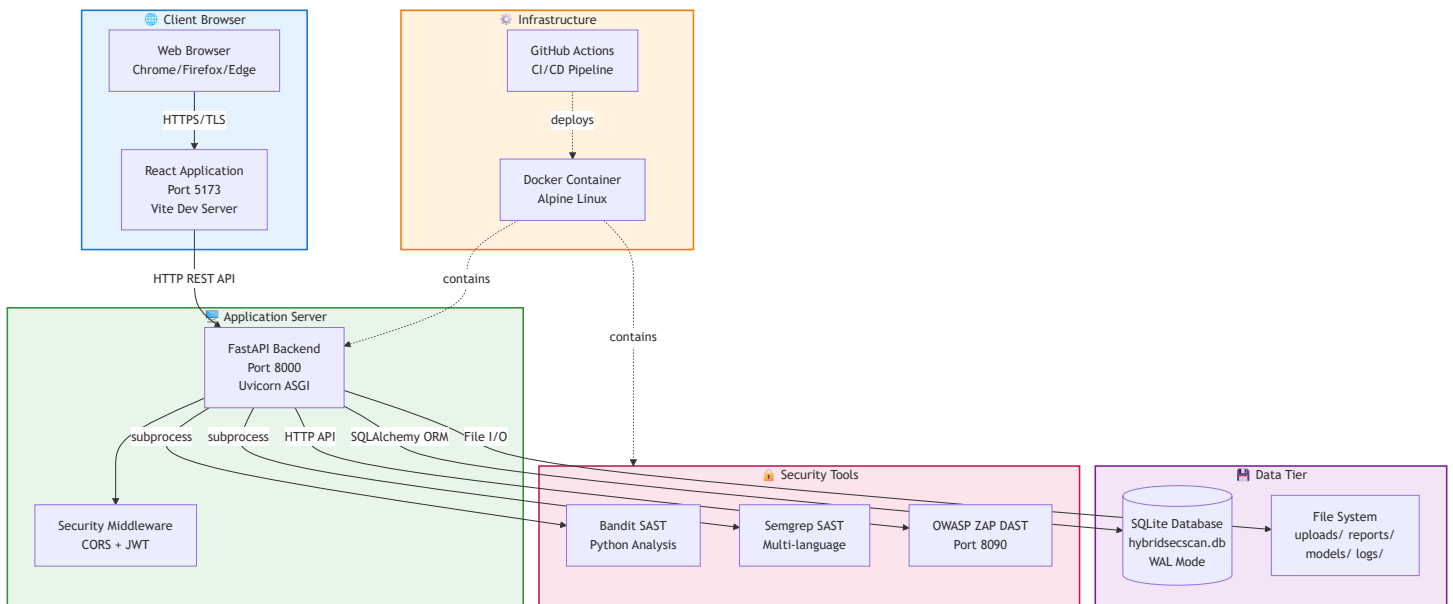 🌐 Client Browser
Web Browser
Chrome/Firefox/Edge
HTTPS/TLS
React Application
Port 5173
Vite Dev Server
HTTP REST API
⚙️ Infrastructure
GitHub Actions
CI/CD Pipeline
deploys
Docker Container
Alpine Linux
contains
contains
🖥️ Application Server
FastAPI Backend
Port 8000
Uvicorn ASGI
subprocess
subprocess
HTTP API
SQLAlchemy ORM
File I/O
Security Middleware
CORS + JWT
🔒 Security Tools
Bandit SAST
Python Analysis
Semgrep SAST
Multi-language
OWASP ZAP DAST
Port 8090
💾 Data Tier
SQLite Database
hybridsecscan.db
WAL Mode
File System
uploads/ reports/
models/ logs/